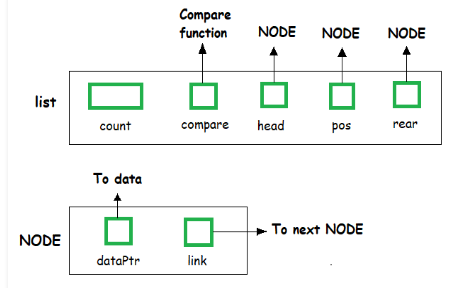 Compare
function
NODE
NODE
NODE
list
count
compare
head
pos
rear
To data
To next NODE
NODE
dataPtr
link